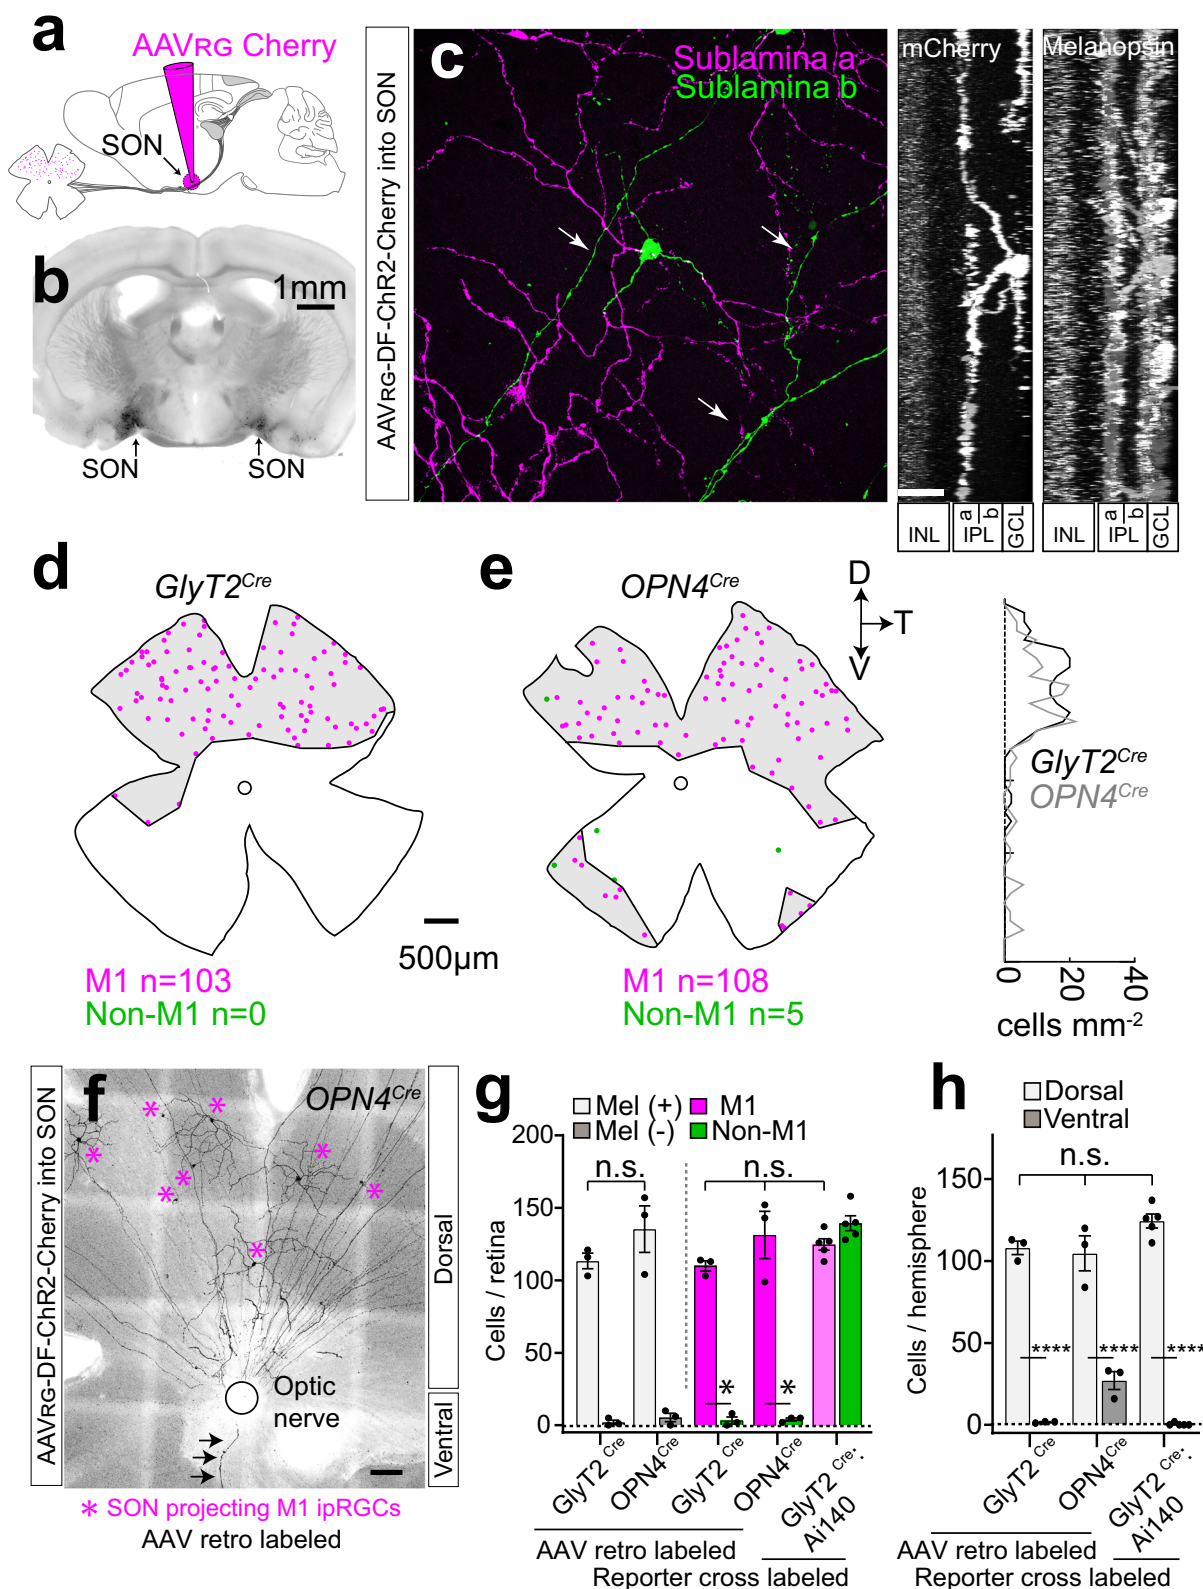 a
AAVRG Cherry
SON
b
1mm
SON
SON
AAVRG-DF-ChR2-Cherry into SON
c
Sublamina a
Sublamina b
mCherry
Melanopsin
INL
a
b
IPL
GCL
INL
a
b
IPL
GCL
d
GlyT2Cre
500µm
M1 n=103
Non-M1 n=0
e
OPN4Cre
D
T
V
M1 n=108
Non-M1 n=5
GlyT2Cre
OPN4Cre
0
20
40
cells mm-2
AAVRG-DF-ChR2-Cherry into SON
f
OPN4Cre
Optic
nerve
Dorsal
Ventral
* SON projecting M1 ipRGCs
AAV retro labeled
g
Mel (+)
M1
Mel (-)
Non-M1
200
150
100
50
0
Cells / retina
n.s.
n.s.
*
*
GlyT2Cre
OPN4Cre
GlyT2Cre
OPN4Cre
GlyT2Cre:
Ai140
AAV retro labeled
Reporter cross labeled
h
Dorsal
Ventral
150
100
50
0
Cells / hemisphere
n.s.
****
****
****
GlyT2Cre
OPN4Cre
GlyT2Cre:
Ai140
AAV retro labeled
Reporter cross labeled